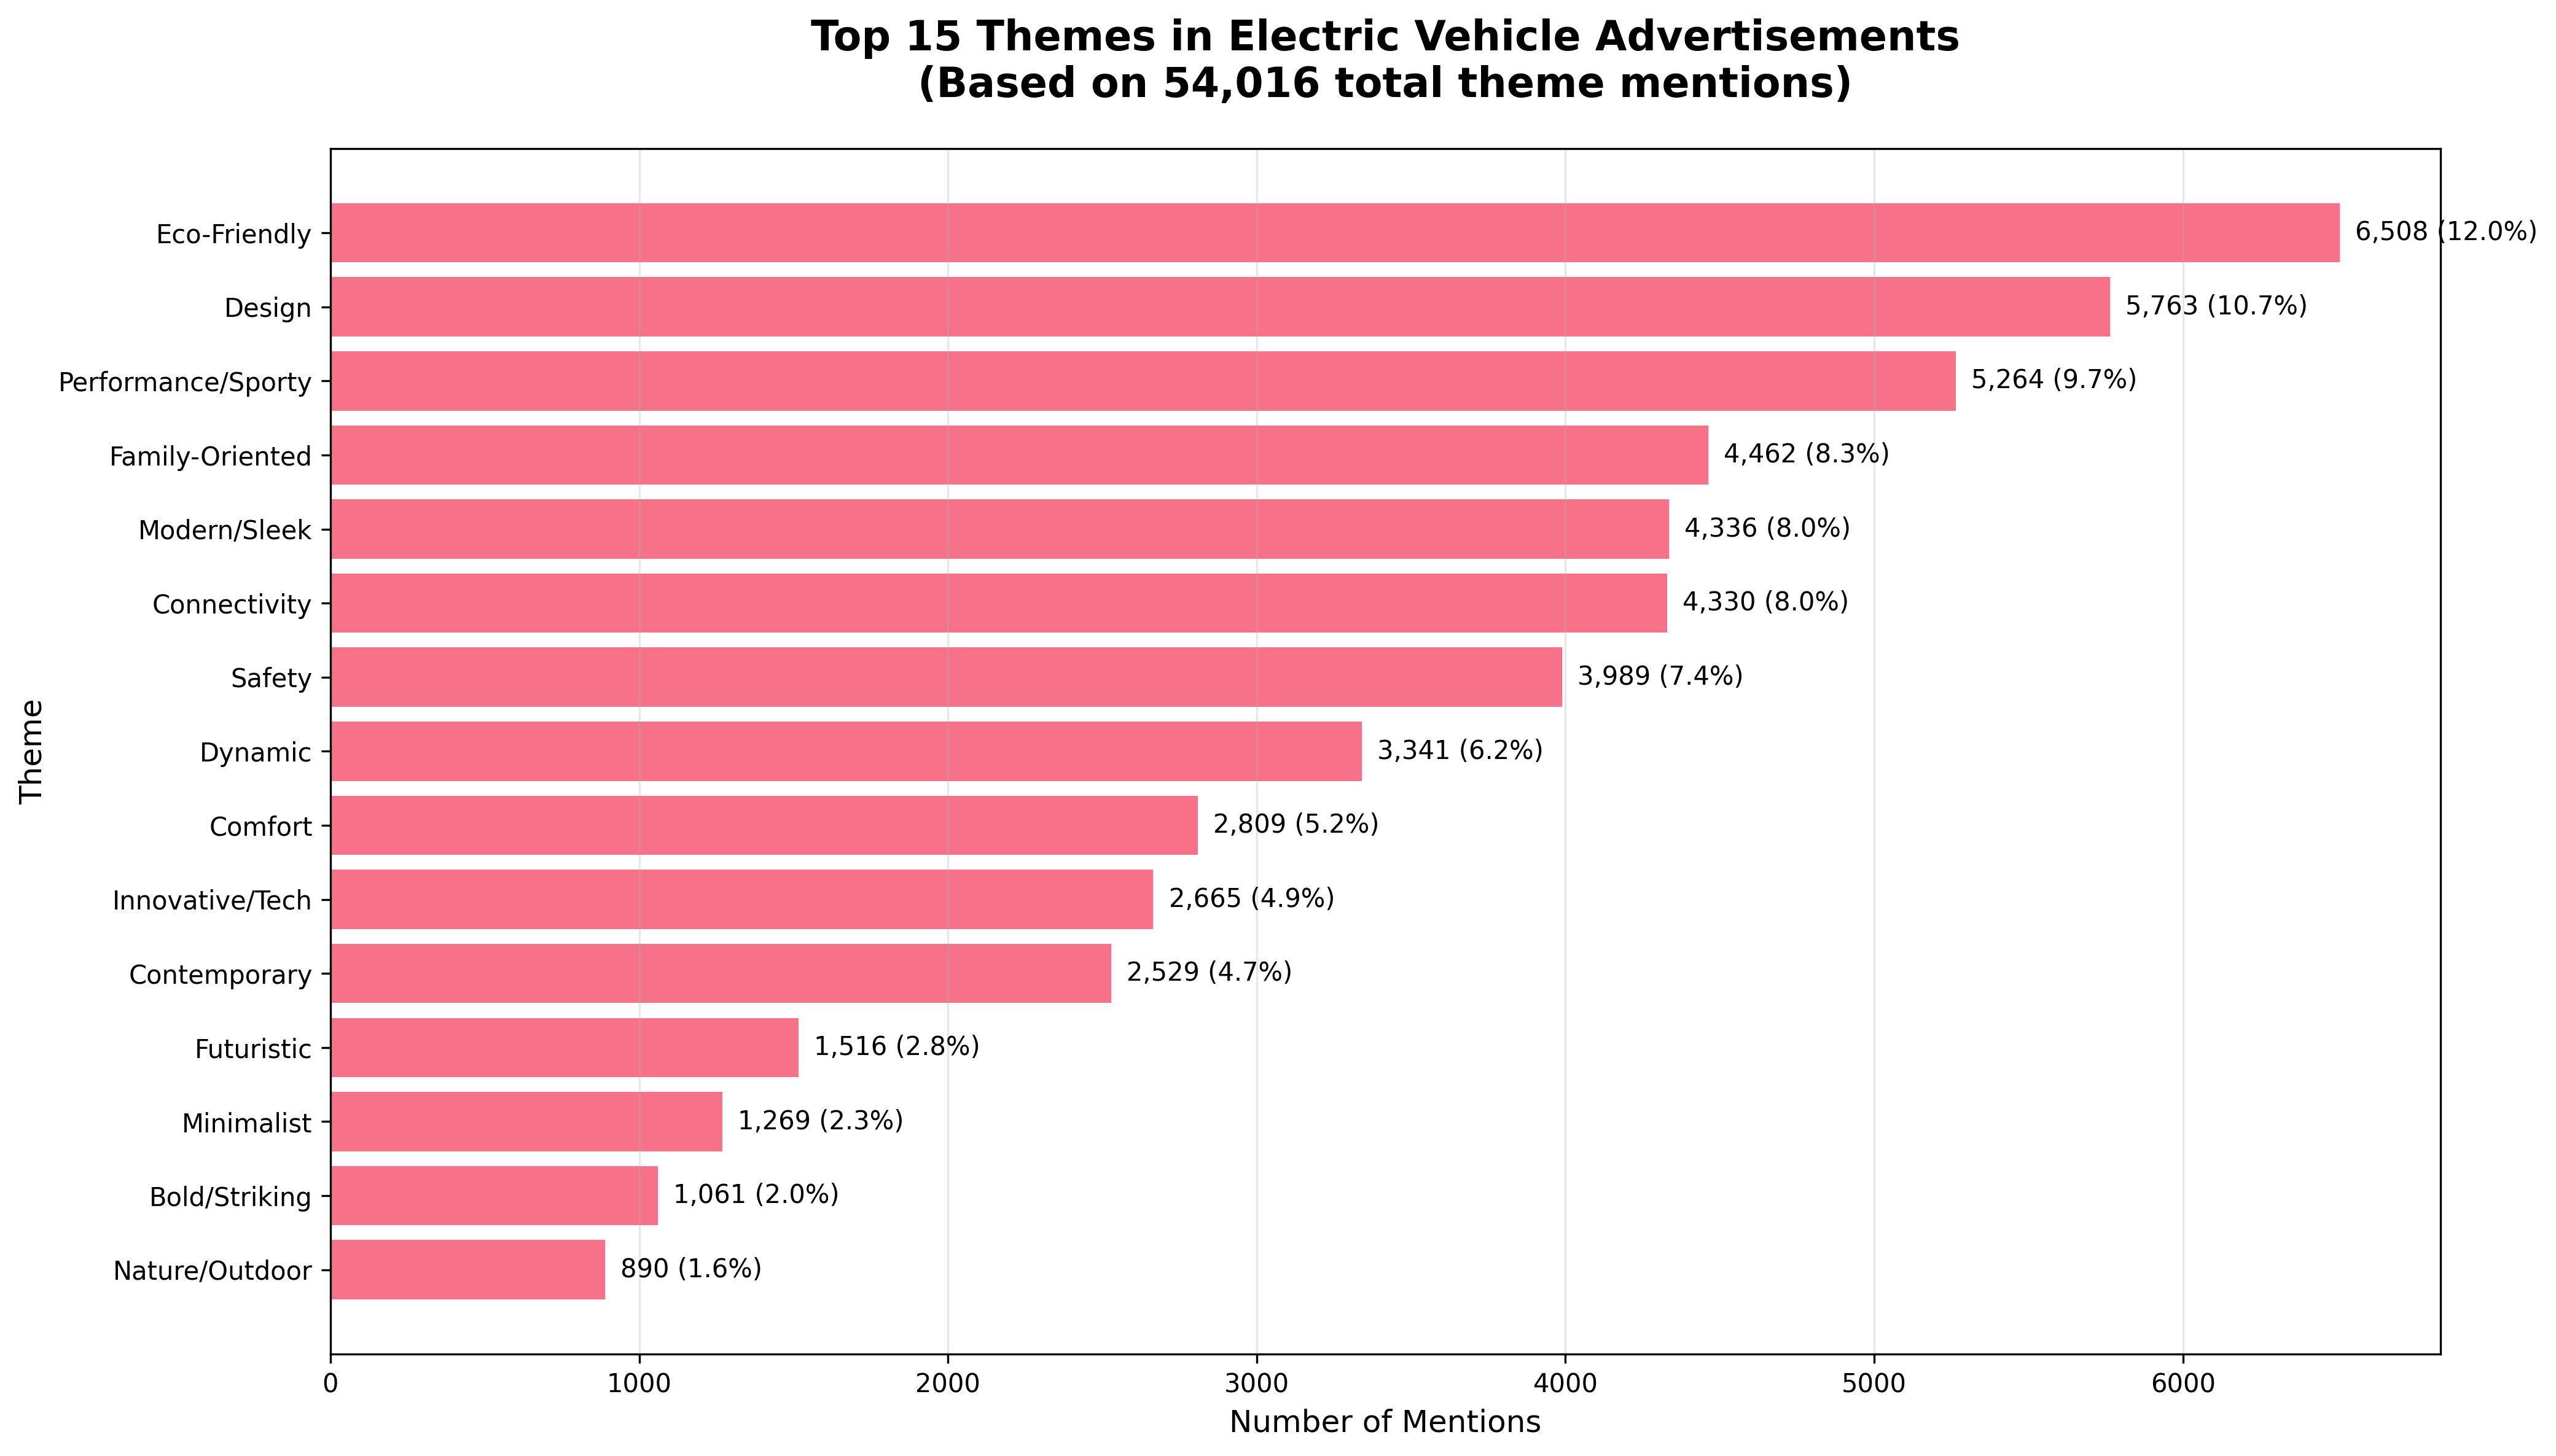 Top 15 Themes in Electric Vehicle Advertisements
(Based on 54,016 total theme mentions)
Theme
Eco-Friendly 6,508 (12.0%)
Design 5,763 (10.7%)
Performance/Sporty 5,264 (9.7%)
Family-Oriented 4,462 (8.3%)
Modern/Sleek 4,336 (8.0%)
Connectivity 4,330 (8.0%)
Safety 3,989 (7.4%)
Dynamic 3,341 (6.2%)
Comfort 2,809 (5.2%)
Innovative/Tech 2,665 (4.9%)
Contemporary 2,529 (4.7%)
Futuristic 1,516 (2.8%)
Minimalist 1,269 (2.3%)
Bold/Striking 1,061 (2.0%)
Nature/Outdoor 890 (1.6%)
0 1000 2000 3000 4000 5000 6000
Number of Mentions